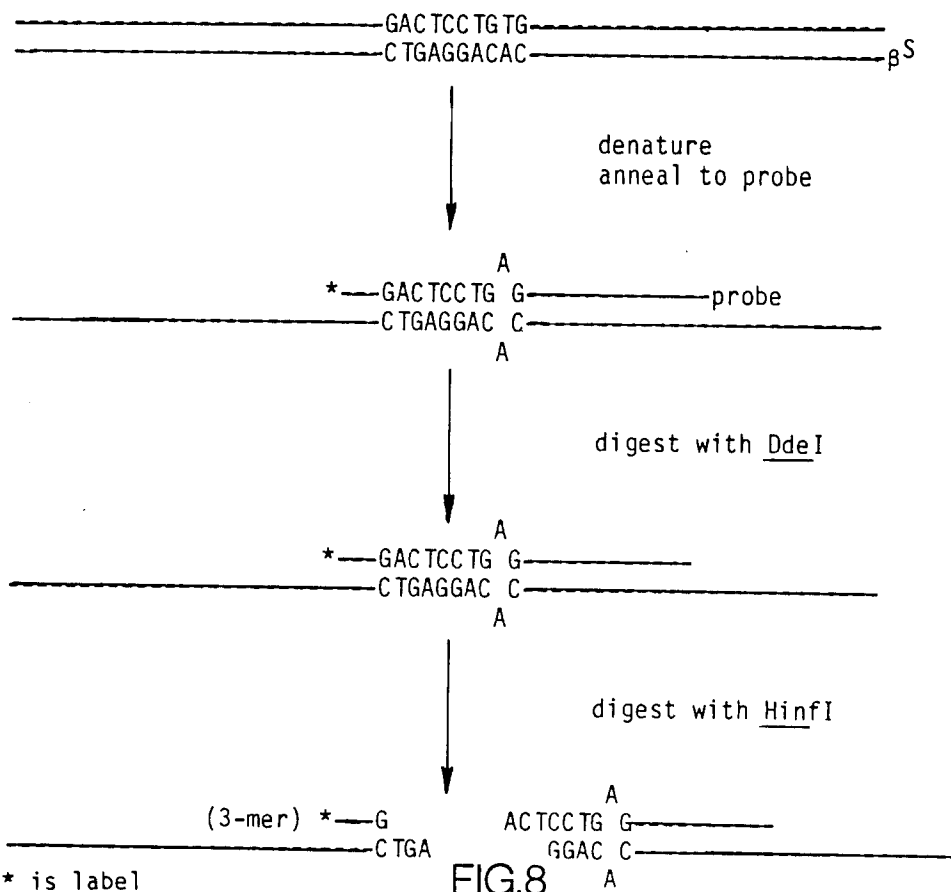 GACTCCTGTG
CTGAGGACAC βS
denature
anneal to probe
A
*—GACTCCTG G—probe
CTGAGGAC C
A
digest with DdeI
A
*—GACTCCTG G
CTGAGGAC C
A
digest with HinfI
A
(3-mer) *—G ACTCCTG G
CTGA GGAC C
A
* is label
FIG.8